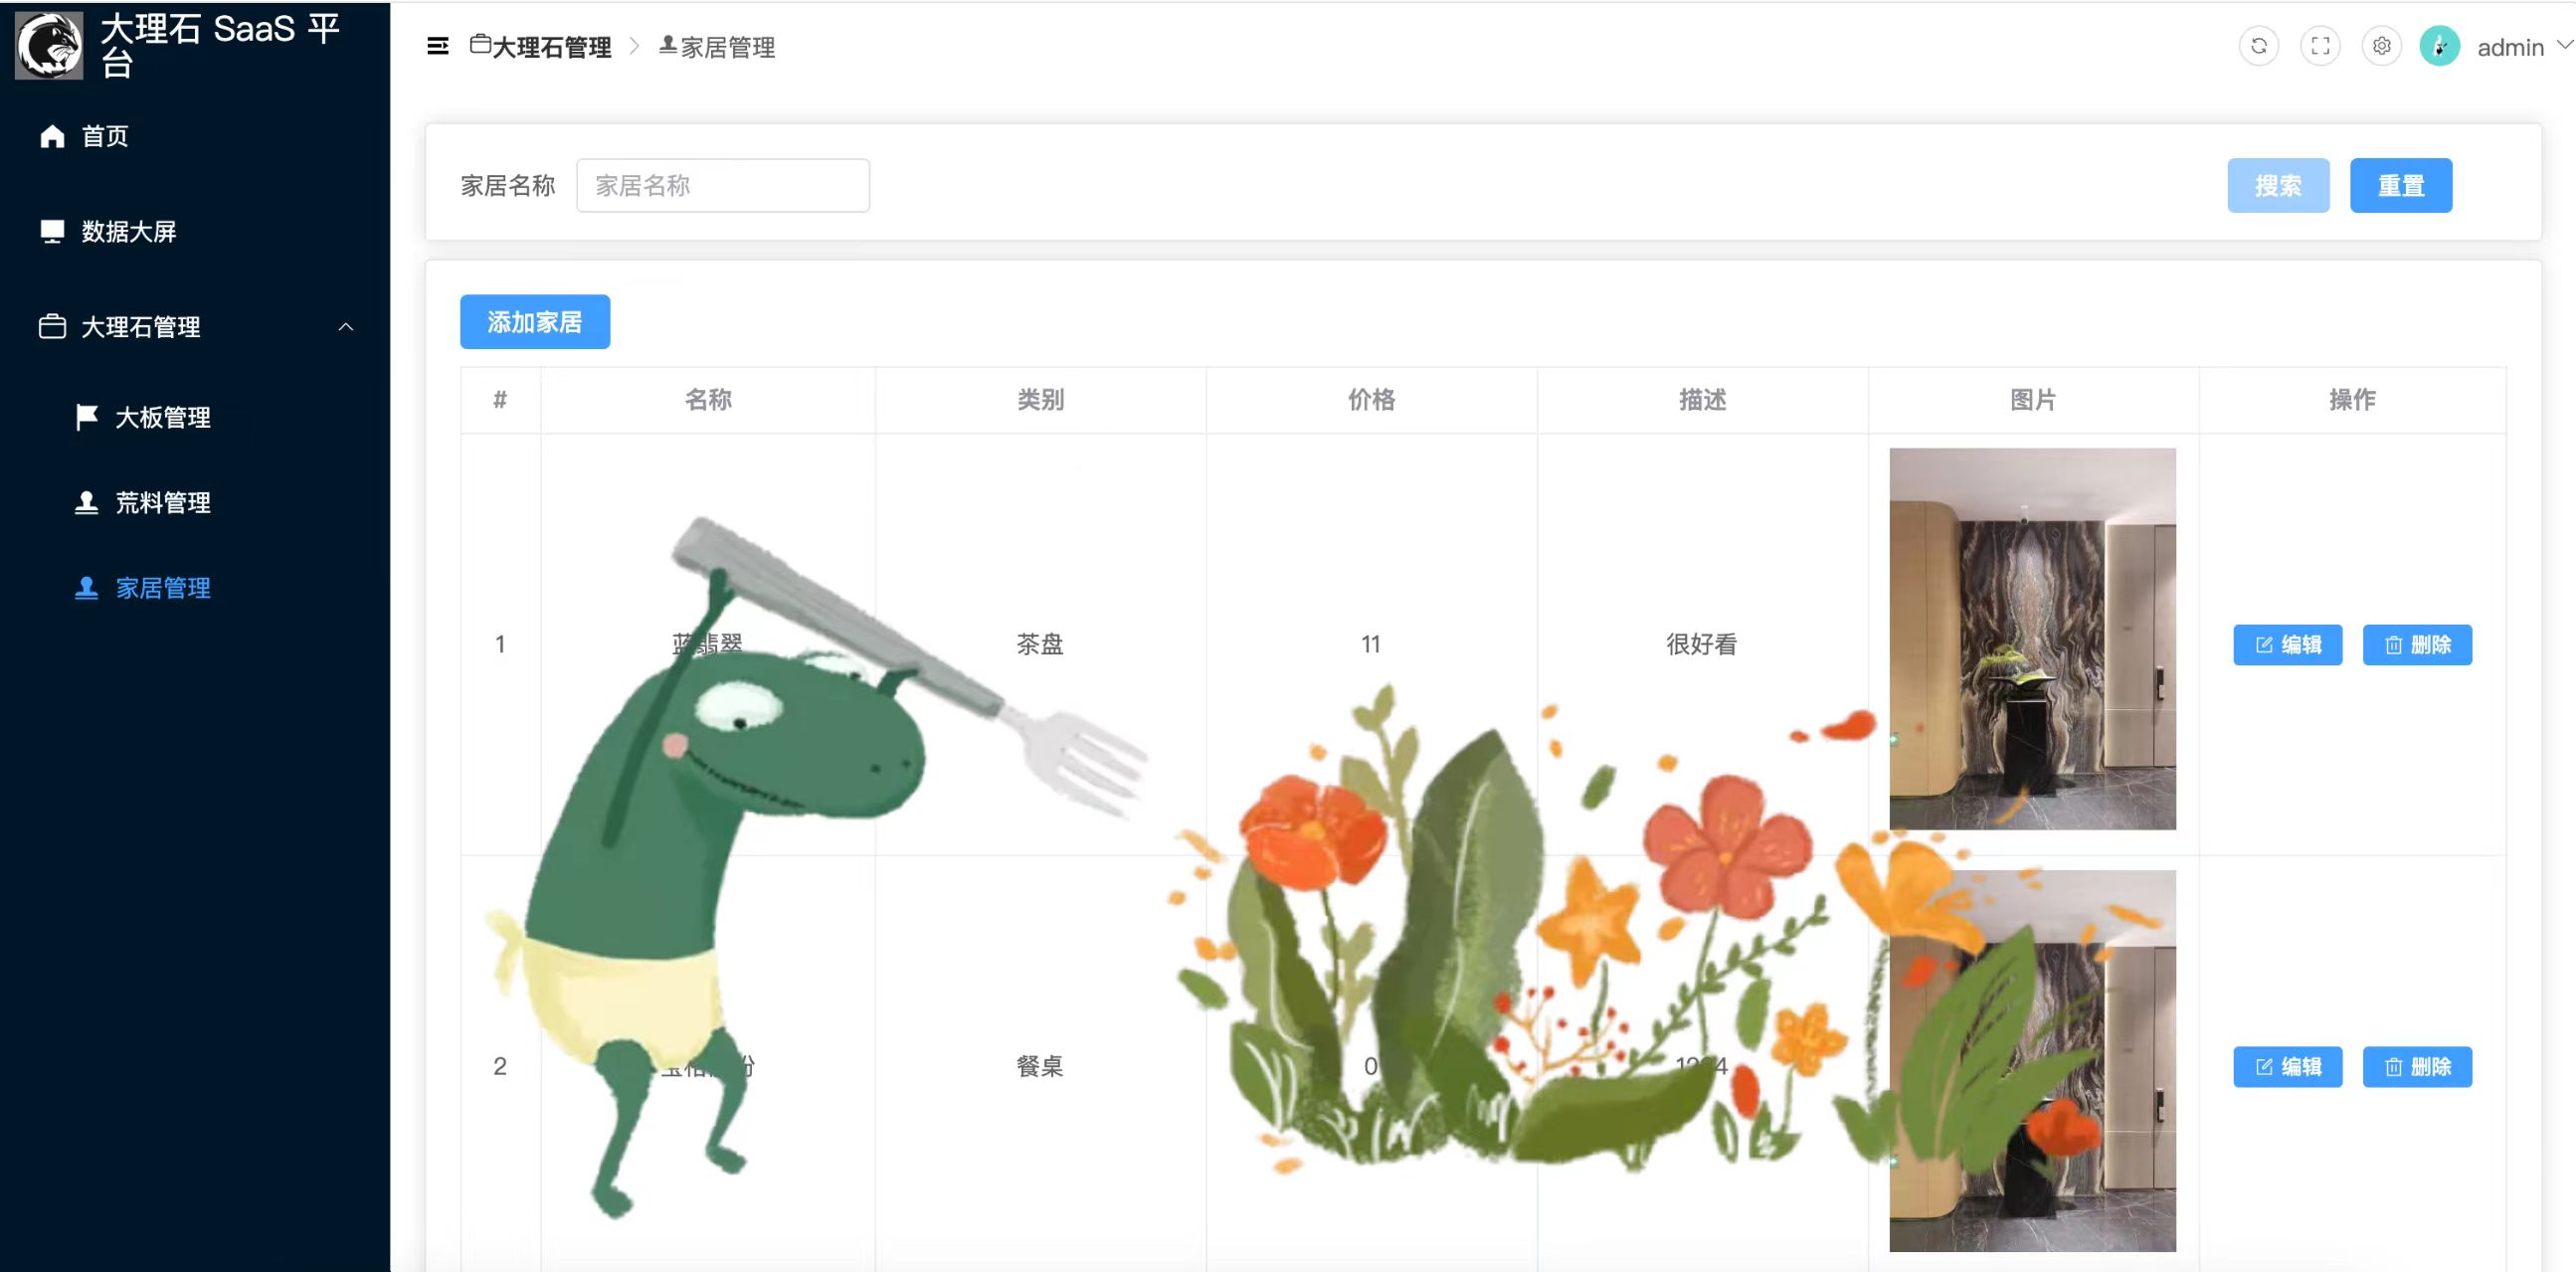 大理石 SaaS 平
台
首页
数据大屏
大理石管理
大板管理
荒料管理
家居管理
大理石管理 家居管理
admin
家居名称 家居名称 搜索 重置
添加家居
# 名称 类别 价格 描述 图片 操作
1 蓝翡翠 茶盘 11 很好看 编辑 删除
2 餐桌 0 编辑 删除